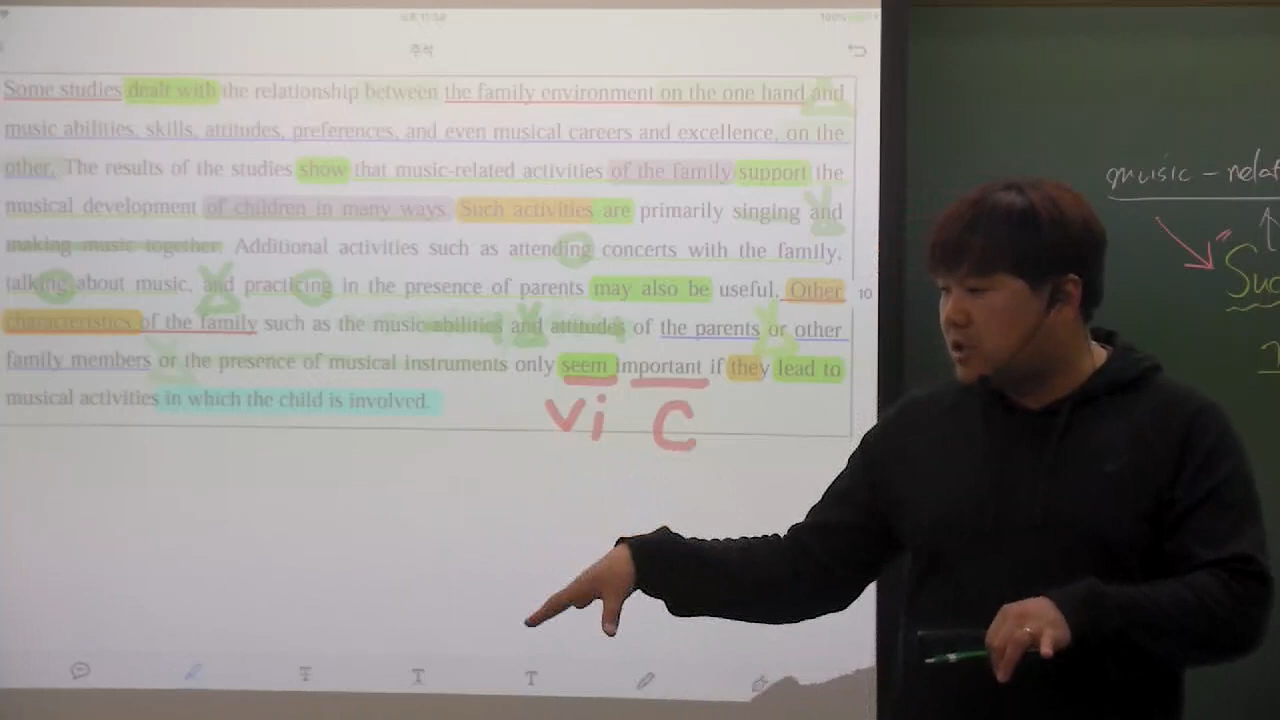 100%
주석
Some studies dealt with the relationship between the family environment on the one hand and
music abilities, skills, attitudes, preferences, and even musical careers and excellence, on the
other. The results of the studies show that music-related activities of the family support the
musical development of children in many ways. Such activities are primarily singing and
making music together. Additional activities such as attending concerts with the family,
talking about music, and practicing in the presence of parents may also be useful. Other
10
characteristics of the family such as the music abilities and attitudes of the parents or other
family members or the presence of musical instruments only seem important if they lead to
musical activities in which the child is involved.
vi C
music - relat
Suc